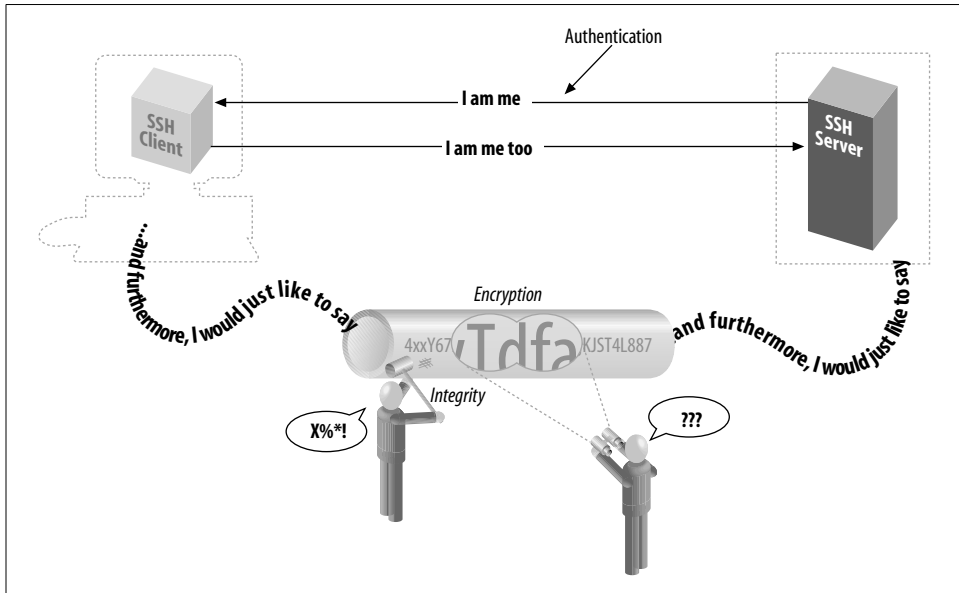 Authentication
I am me
SSH
Client
SSH
Server
I am me too
...and furthermore, I would just like to say
Encryption
4xxY67
yTdfa
KJST4L887
and furthermore, I would just like to say
Integrity
X%*!
???